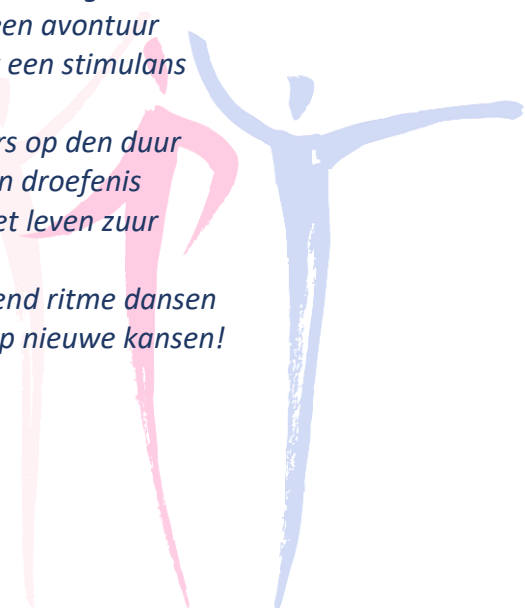 een avontuur
een stimulans
rs op den duur
n droefenis
et leven zuur
end ritme dansen
p nieuwe kansen!